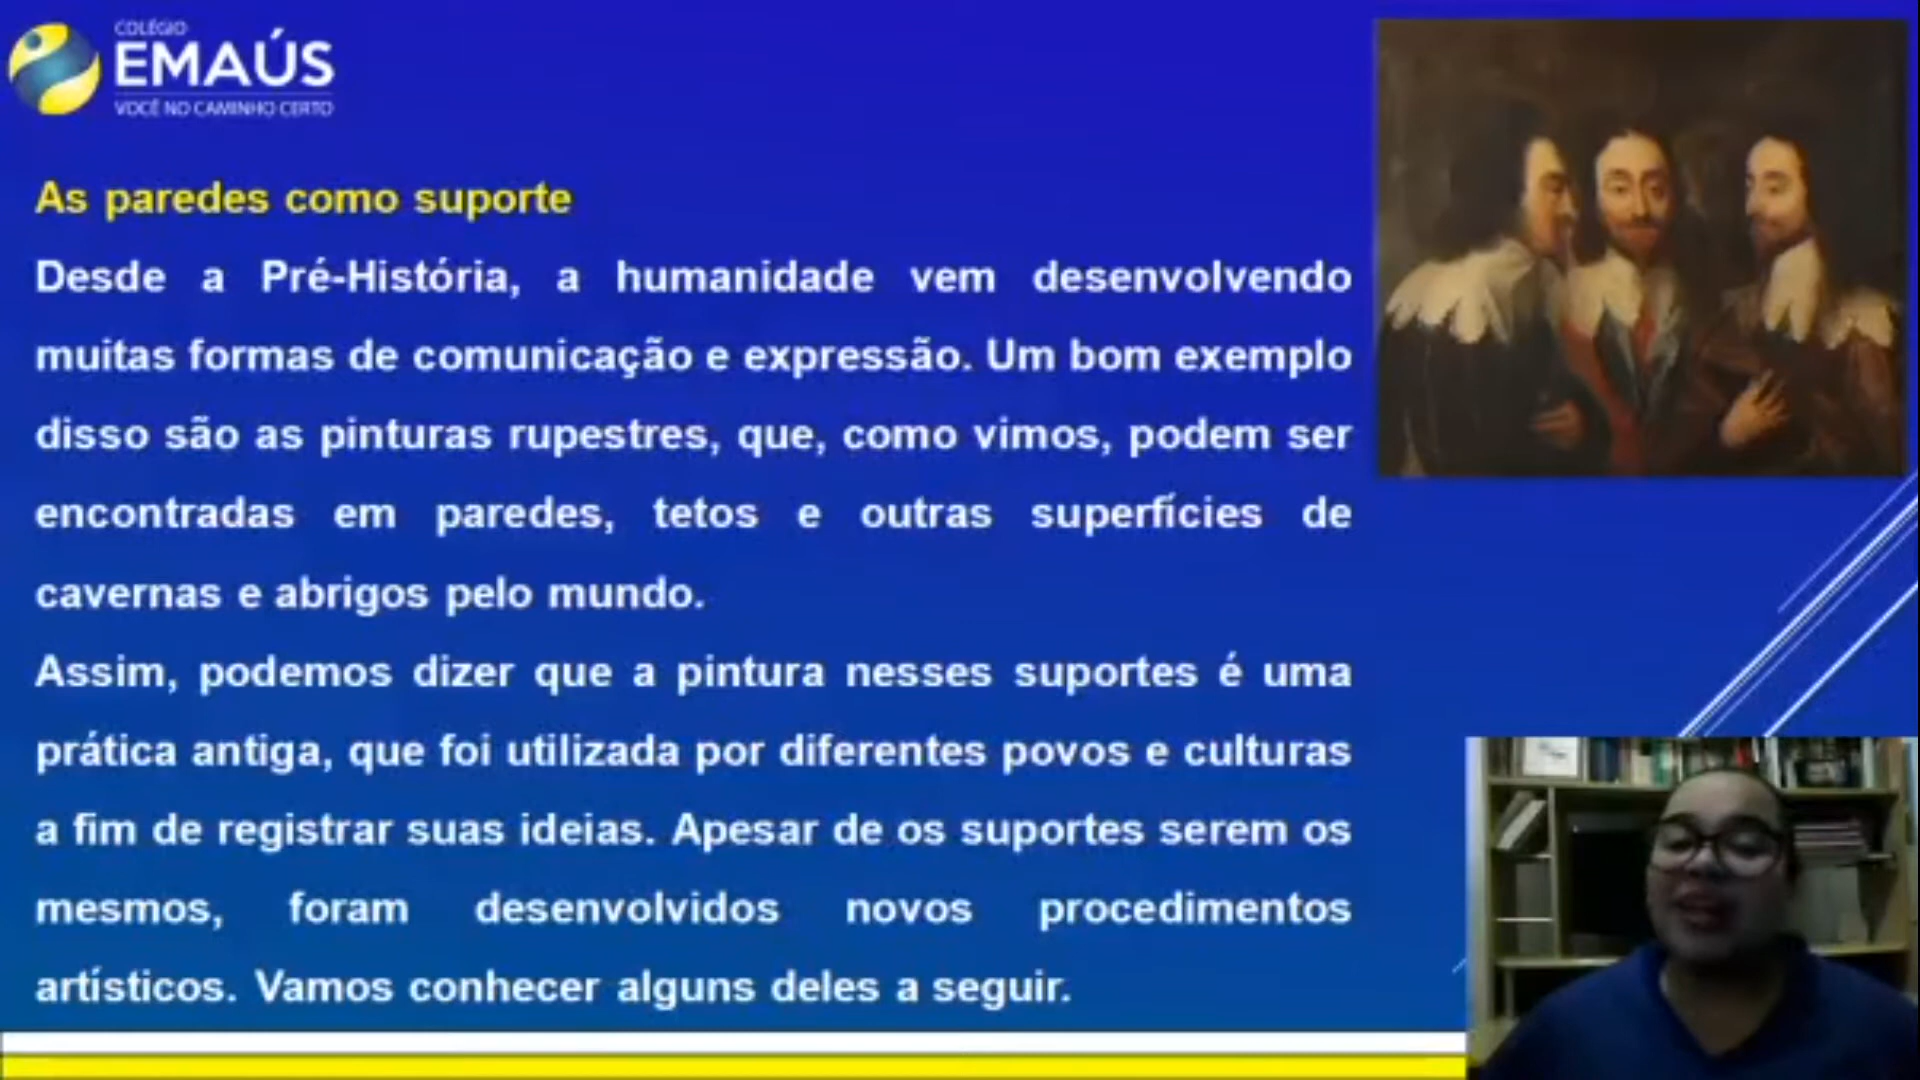 COLÉGIO
EMAÚS
VOCÊ NO CAMINHO CERTO
As paredes como suporte
Desde a Pré-História, a humanidade vem desenvolvendo
muitas formas de comunicação e expressão. Um bom exemplo
disso são as pinturas rupestres, que, como vimos, podem ser
encontradas em paredes, tetos e outras superfícies de
cavernas e abrigos pelo mundo.
Assim, podemos dizer que a pintura nesses suportes é uma
prática antiga, que foi utilizada por diferentes povos e culturas
a fim de registrar suas ideias. Apesar de os suportes serem os
mesmos, foram desenvolvidos novos procedimentos
artísticos. Vamos conhecer alguns deles a seguir.